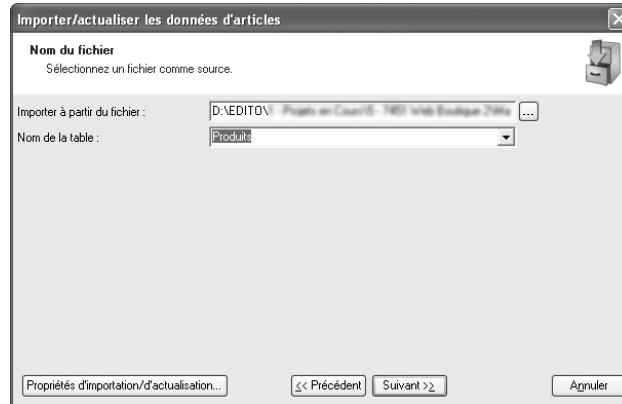 Importer/actualiser les données d'articles
Nom du fichier
Sélectionnez un fichier comme source.
Importer à partir du fichier : D:\EDITO\ ...
Nom de la table : Produits
Propriétés d'importation/d'actualisation... << Précédent Suivant >> Annuler